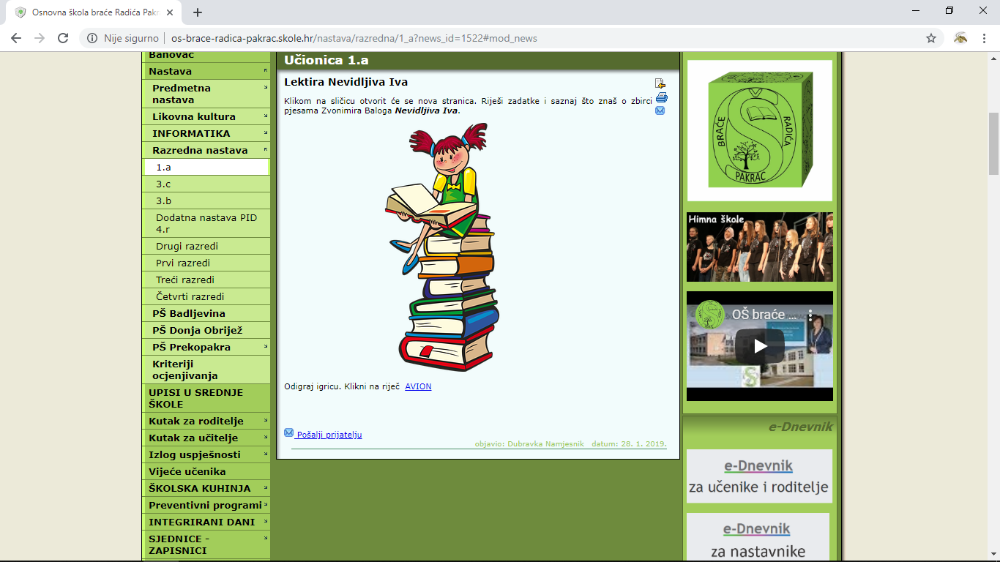 Osnovna škola braće Radića Pakr
Nije sigurno
os-brace-radica-pakrac.skole.hr/nastava/razredna/1_a?news_id=1522#mod_news
Banovac
Nastava
Predmetna
nastava
Likovna kultura
INFORMATIKA
Razredna nastava
1.a
3.c
3.b
Dodatna nastava PID
4.r
Drugi razredi
Prvi razredi
Treći razredi
Četvrti razredi
PŠ Badljevina
PŠ Donja Obrijež
PŠ Prekopakra
Kriteriji
ocjenjivanja
UPISI U SREDNJE
ŠKOLE
Kutak za roditelje
Kutak za učitelje
Izlog uspješnosti
Vijeće učenika
ŠKOLSKA KUHINJA
Preventivni programi
INTEGRIRANI DANI
SJEDNICE -
ZAPISNICI
Učionica 1.a
Lektira Nevidljiva Iva
Klikom na sličicu otvorit će se nova stranica. Riješi zadatke i saznaj što znaš o zbirci
pjesama Zvonimira Baloga Nevidljiva Iva.
Odigraj igricu. Klikni na riječ AVION
Pošalji prijatelju
objavio: Dubravka Namjesnik datum: 28. 1. 2019.
OŠ
BRAĆE
RADIĆA
PAKRAC
Himna škole
OŠ braće ...
e-Dnevnik
e-Dnevnik
za učenike i roditelje
e-Dnevnik
za nastavnike